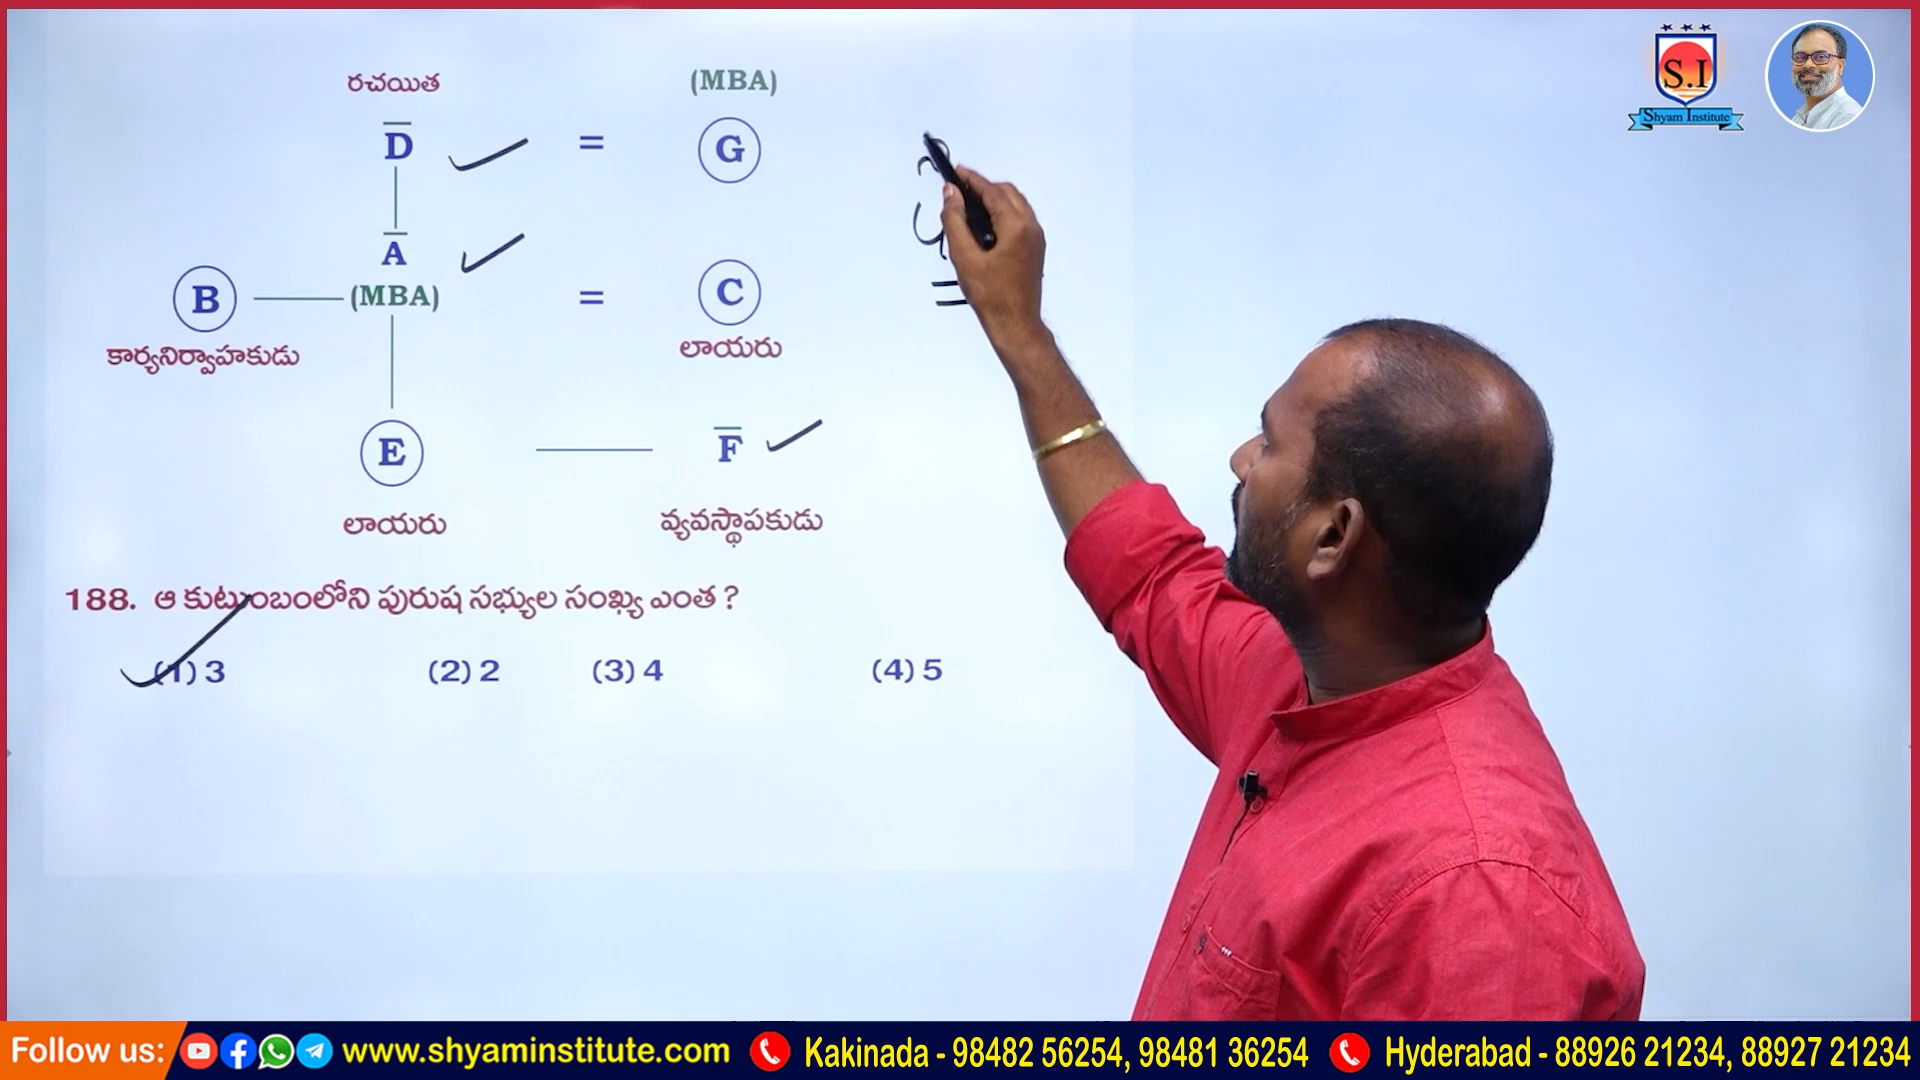 రచయిత (MBA)
D = G
A
B (MBA) = C
కార్యనిర్వాహకుడు లాయరు
E F
లాయరు వ్యవస్థాపకుడు
188. ఆ కుటుంబంలోని పురుష సభ్యుల సంఖ్య ఎంత ?
(1) 3 (2) 2 (3) 4 (4) 5
S.I
Shyam Institute
Follow us: www.shyaminstitute.com Kakinada - 98482 56254, 98481 36254 Hyderabad - 88926 21234, 88927 21234